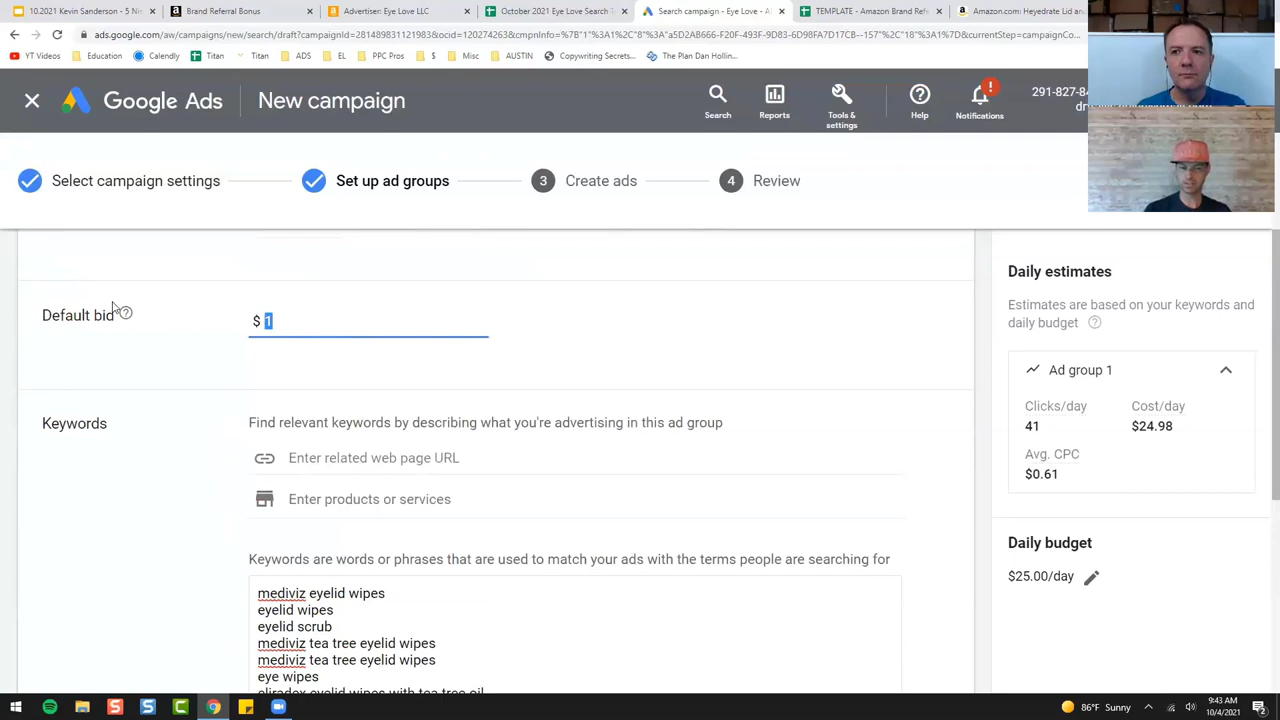 10.2021 Kevin Sanderson - 5 Nin
Brand Referral Bonus
Advertiser: Eye Love LLC
October 2021 Eye Love Search T
Search campaign - Eye Love - A
TEMPLATE - Amazon Brand Ref
Amazon.com: Heyedrate Lid an
YT Videos
Education
Calendly
Titan
Titan
ADS
EL
PPC Pros
$
Misc
AUSTIN
Copywriting Secrets...
The Plan Dan Hollin...
Google Ads
New campaign
Search
Reports
Tools &
settings
Help
Notifications
Select campaign settings
Set up ad groups
3
Create ads
4
Review
Default bid
$ 1
Keywords
Find relevant keywords by describing what you're advertising in this ad group
Enter related web page URL
Enter products or services
Keywords are words or phrases that are used to match your ads with the terms people are searching for
mediviz eyelid wipes
eyelid wipes
eyelid scrub
mediviz tea tree eyelid wipes
mediviz tea tree eyelid wipes
eye wipes
Daily estimates
Estimates are based on your keywords and
daily budget
Ad group 1
Clicks/day
Cost/day
41
$24.98
Avg. CPC
$0.61
Daily budget
$25.00/day
86°F Sunny
9:43 AM
10/4/2021